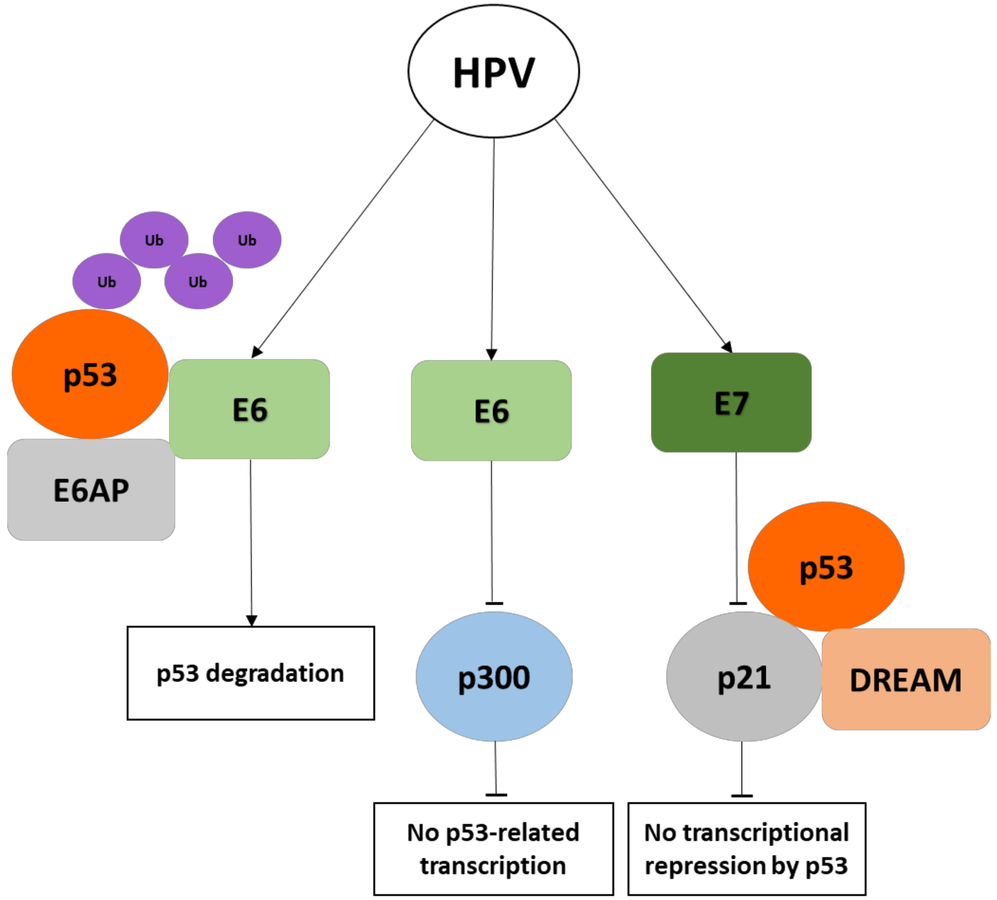 HPV
Ub
Ub
Ub
Ub
p53
E6
E6
E7
E6AP
p53
p53 degradation
p300
p21
DREAM
No p53-related
transcription
No transcriptional
repression by p53